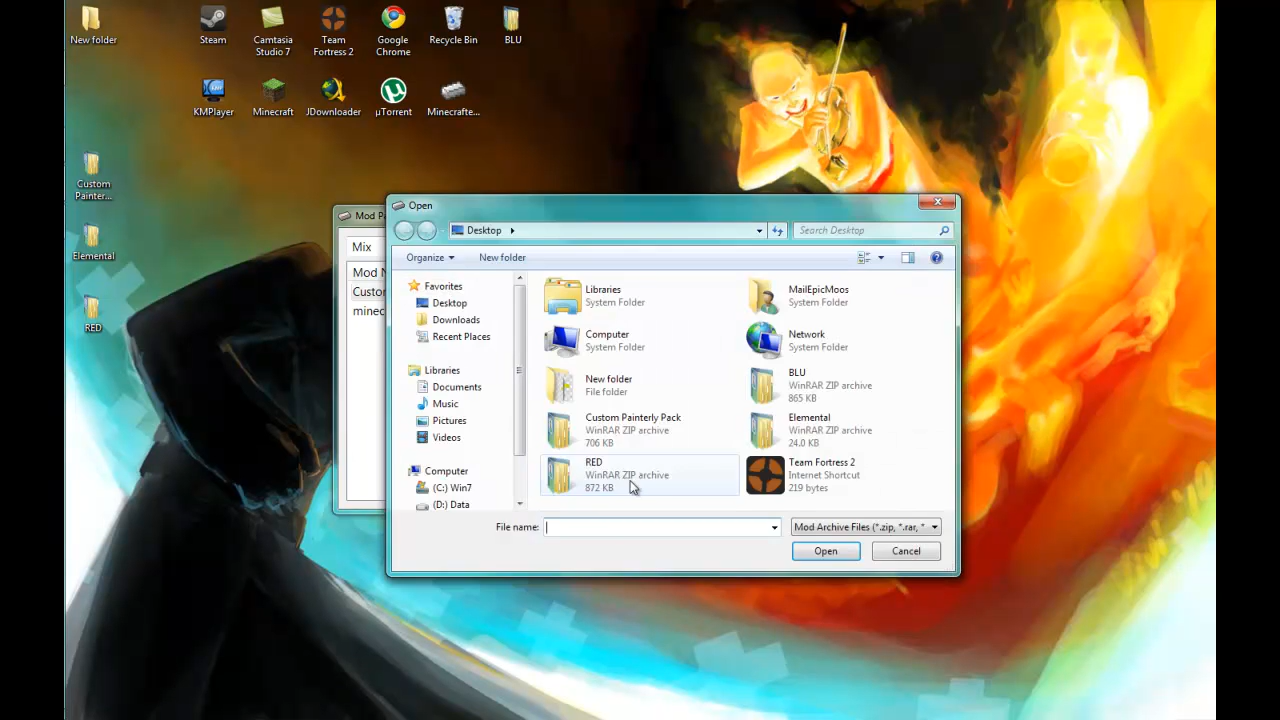 New folder
Steam
Camtasia
Studio 7
Team
Fortress 2
Google
Chrome
Recycle Bin
BLU
KMPlayer
Minecraft
JDownloader
µTorrent
Minecrafte...
Custom
Painter...
Elemental
RED
Mix
Open
Desktop
Search Desktop
Organize
New folder
Favorites
Desktop
Downloads
Recent Places
Libraries
Documents
Music
Pictures
Videos
Computer
(C:) Win7
(D:) Data
Libraries
System Folder
MailEpicMoos
System Folder
Computer
System Folder
Network
System Folder
New folder
File folder
BLU
WinRAR ZIP archive
865 KB
Custom Painterly Pack
WinRAR ZIP archive
706 KB
Elemental
WinRAR ZIP archive
24.0 KB
RED
WinRAR ZIP archive
872 KB
Team Fortress 2
Internet Shortcut
219 bytes
File name:
Mod Archive Files (*.zip, *.rar, *
Open
Cancel